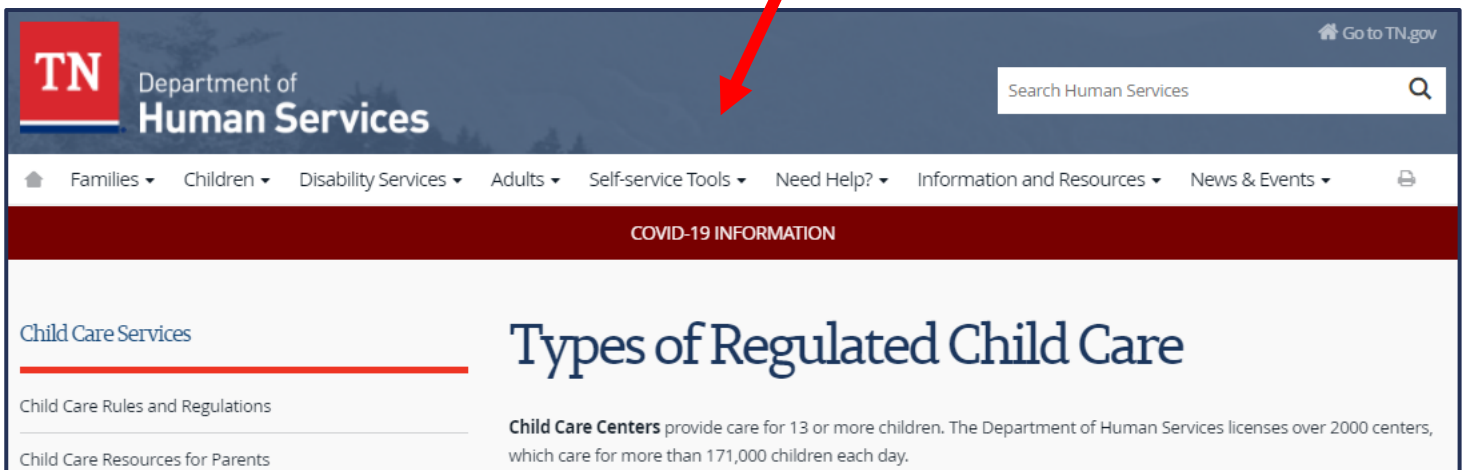 Go to TN.gov
TN
Department of
Human Services
Search Human Services
Families Children Disability Services Adults Self-service Tools Need Help? Information and Resources News & Events
COVID-19 INFORMATION
Child Care Services
Child Care Rules and Regulations
Child Care Resources for Parents
Types of Regulated Child Care
Child Care Centers provide care for 13 or more children. The Department of Human Services licenses over 2000 centers,
which care for more than 171,000 children each day.